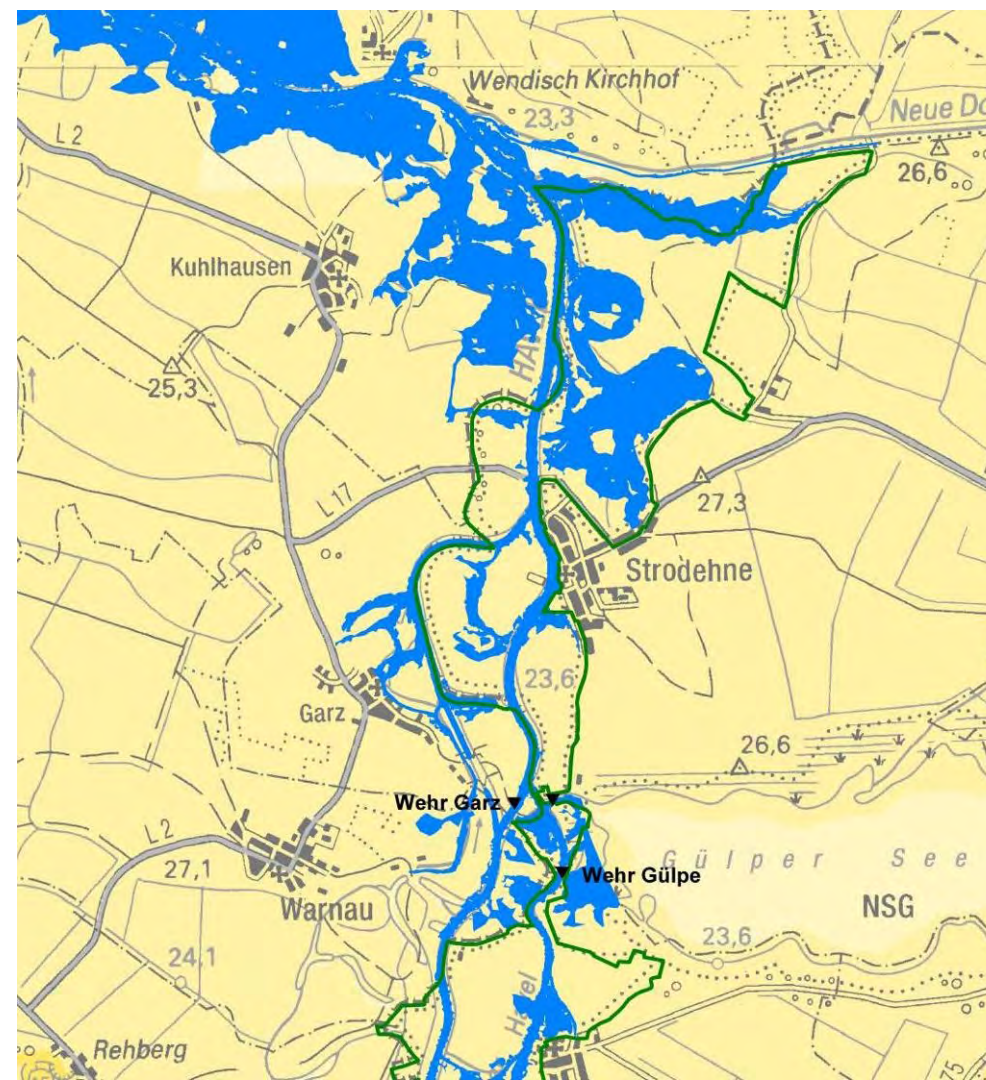 Wendisch Kirchhof
23,3
Neue Do
26,6
L 2
Kuhlhausen
25,3
HA
L 17
27,3
Strodehne
23,6
Garz
26,6
Wehr Garz
L 2
27,1
Wehr Gülpe
Gülper See
Warnau
NSG
23,6
24,1
Havel
Rehberg
75